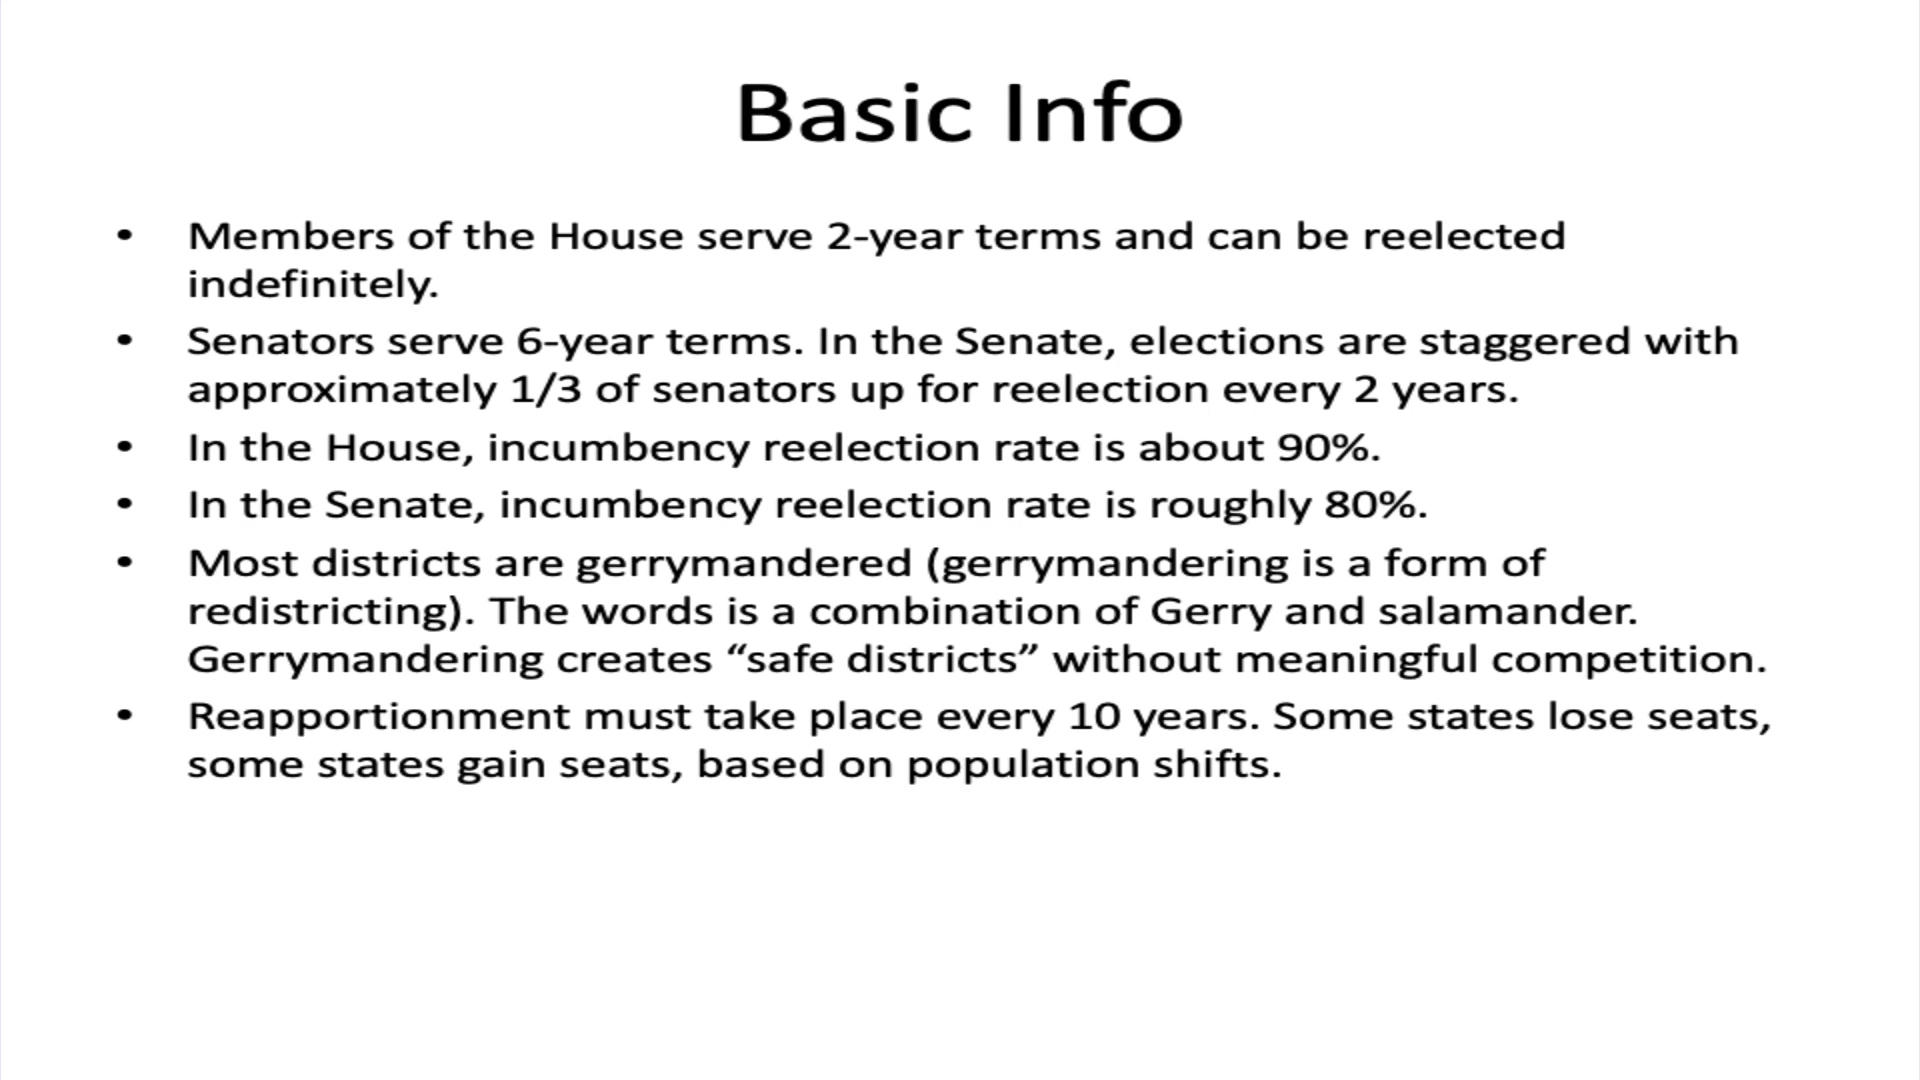 Basic Info
• Members of the House serve 2-year terms and can be reelected
indefinitely.
• Senators serve 6-year terms. In the Senate, elections are staggered with
approximately 1/3 of senators up for reelection every 2 years.
• In the House, incumbency reelection rate is about 90%.
• In the Senate, incumbency reelection rate is roughly 80%.
• Most districts are gerrymandered (gerrymandering is a form of
redistricting). The words is a combination of Gerry and salamander.
Gerrymandering creates “safe districts” without meaningful competition.
• Reapportionment must take place every 10 years. Some states lose seats,
some states gain seats, based on population shifts.